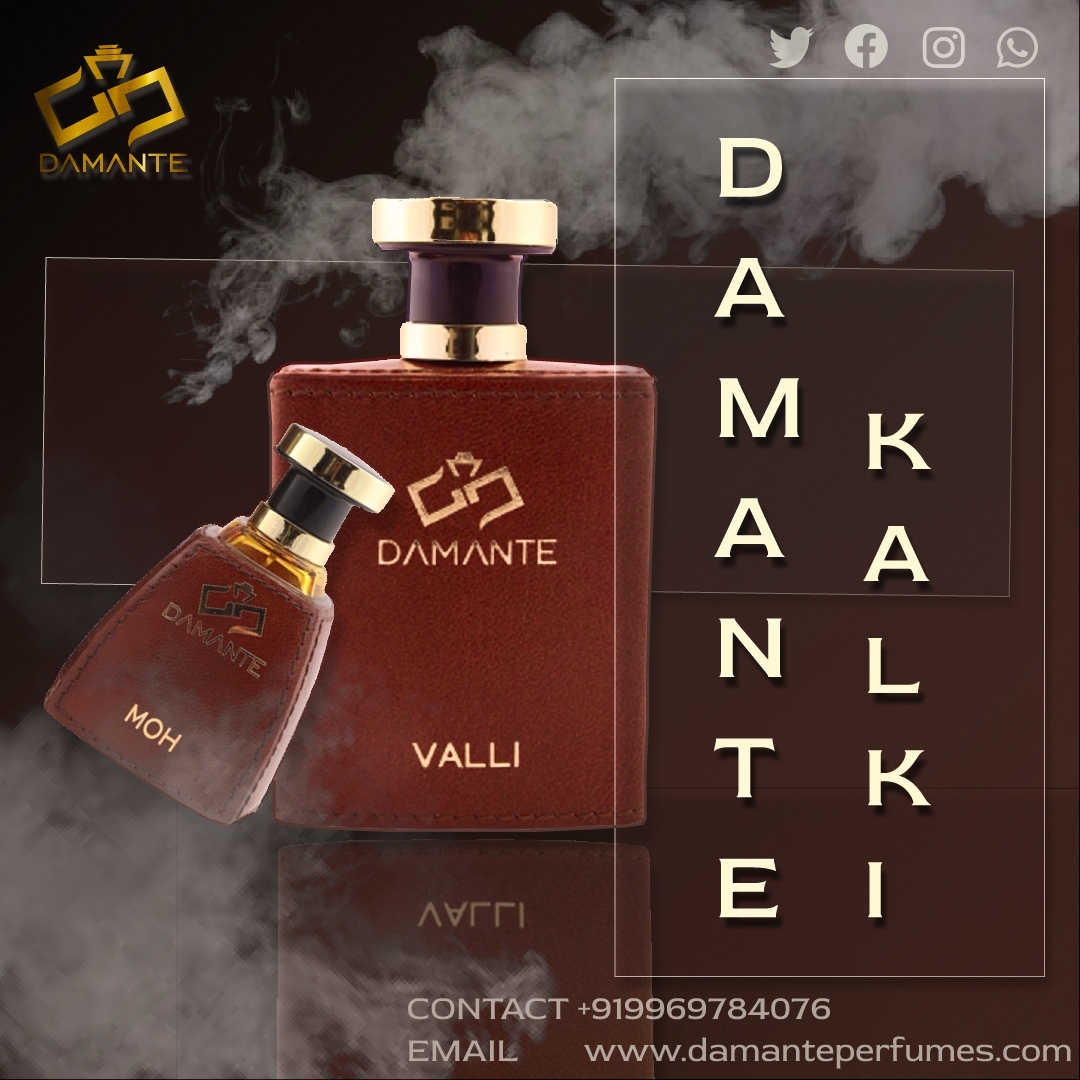 DAMANTE
DAMANTE
VALLI
DAMANTE
MOH
VALLI
DAMANTE
KALKI
CONTACT +919969784076
EMAIL www.damanteperfumes.com